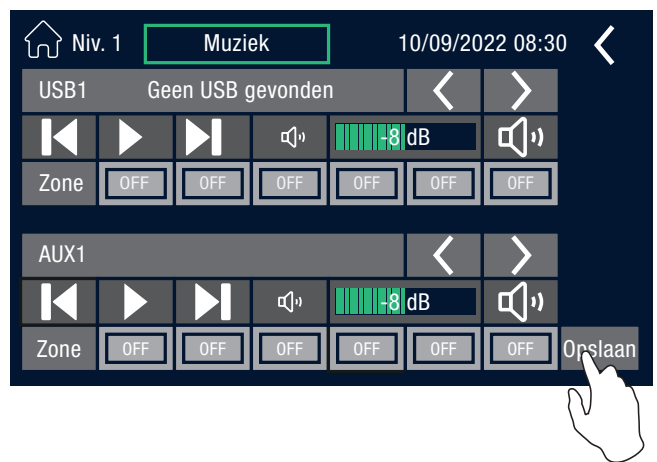 Niv. 1 Muziek 10/09/2022 08:30
USB1 Geen USB gevonden
-8 dB
Zone OFF OFF OFF OFF OFF OFF
AUX1
-8 dB
Zone OFF OFF OFF OFF OFF OFF Opslaan